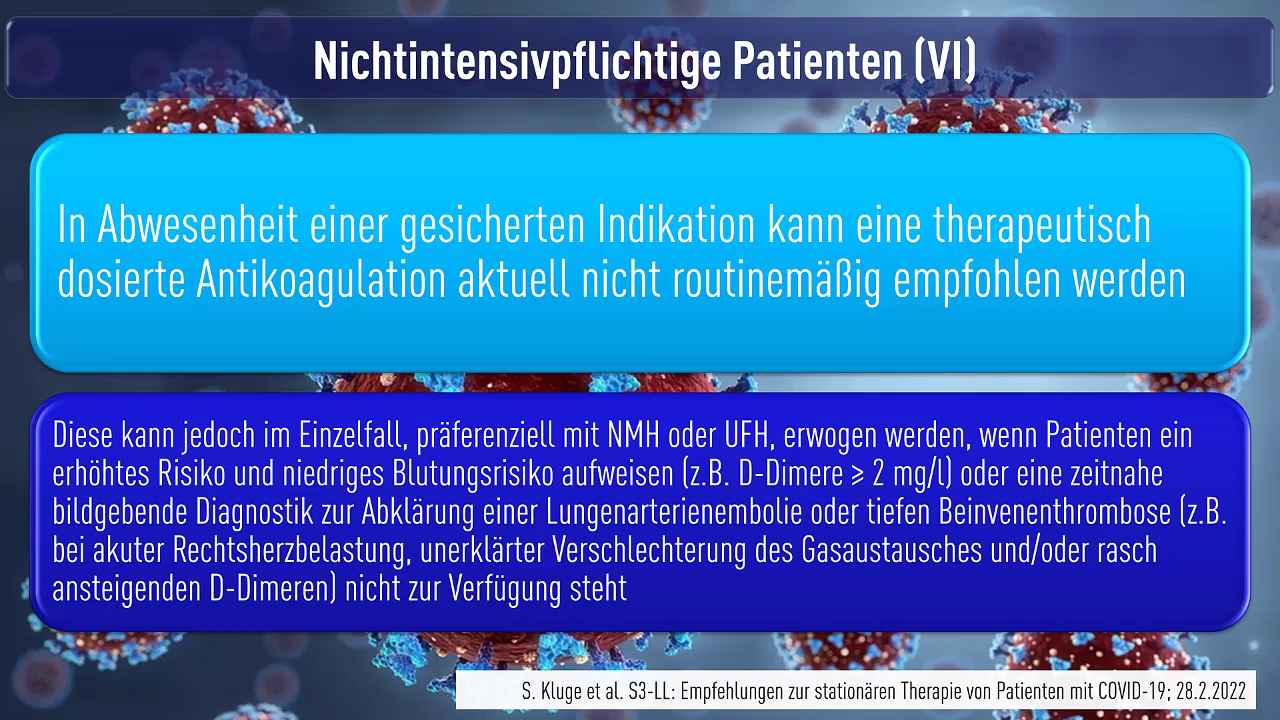 Nichtintensivpflichtige Patienten (VI)
In Abwesenheit einer gesicherten Indikation kann eine therapeutisch
dosierte Antikoagulation aktuell nicht routinemäßig empfohlen werden
Diese kann jedoch im Einzelfall, präferenziell mit NMH oder UFH, erwogen werden, wenn Patienten ein
erhöhtes Risiko und niedriges Blutungsrisiko aufweisen (z.B. D-Dimere ≥ 2 mg/l) oder eine zeitnahe
bildgebende Diagnostik zur Abklärung einer Lungenarterienembolie oder tiefen Beinvenenthrombose (z.B.
bei akuter Rechtsherzbelastung, unerklärter Verschlechterung des Gasaustausches und/oder rasch
ansteigenden D-Dimeren) nicht zur Verfügung steht
S. Kluge et al. S3-LL: Empfehlungen zur stationären Therapie von Patienten mit COVID-19; 28.2.2022